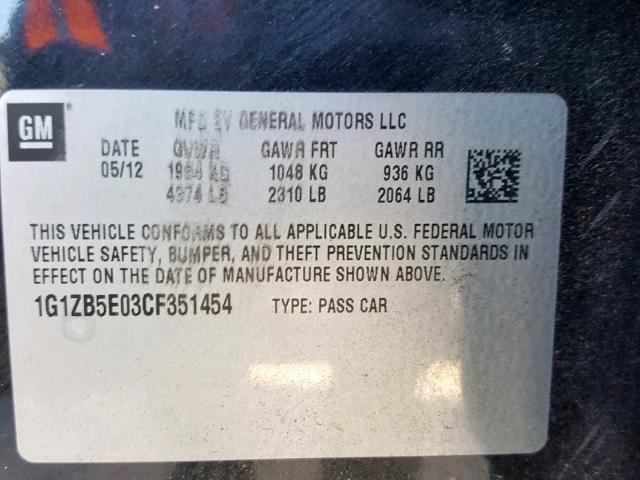 GM
MFD BY GENERAL MOTORS LLC
DATE GVWR GAWR FRT GAWR RR
05/12 1984 KG 1048 KG 936 KG
4374 LB 2310 LB 2064 LB
THIS VEHICLE CONFORMS TO ALL APPLICABLE U.S. FEDERAL MOTOR
VEHICLE SAFETY, BUMPER, AND THEFT PREVENTION STANDARDS IN
EFFECT ON THE DATE OF MANUFACTURE SHOWN ABOVE.
1G1ZB5E03CF351454 TYPE: PASS CAR